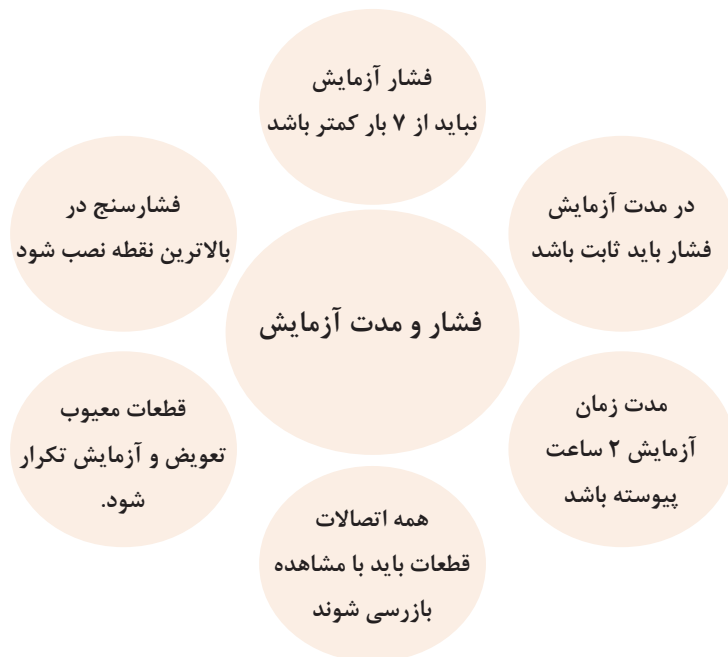 فشار آزمایش
نباید از ۷ بار کمتر باشد
در مدت آزمایش
فشار باید ثابت باشد
فشارسنج در
بالاترین نقطه نصب شود
فشار و مدت آزمایش
مدت زمان
آزمایش ۲ ساعت
پیوسته باشد
قطعات معیوب
تعویض و آزمایش تکرار
شود.
همه اتصالات
قطعات باید با مشاهده
بازرسی شوند